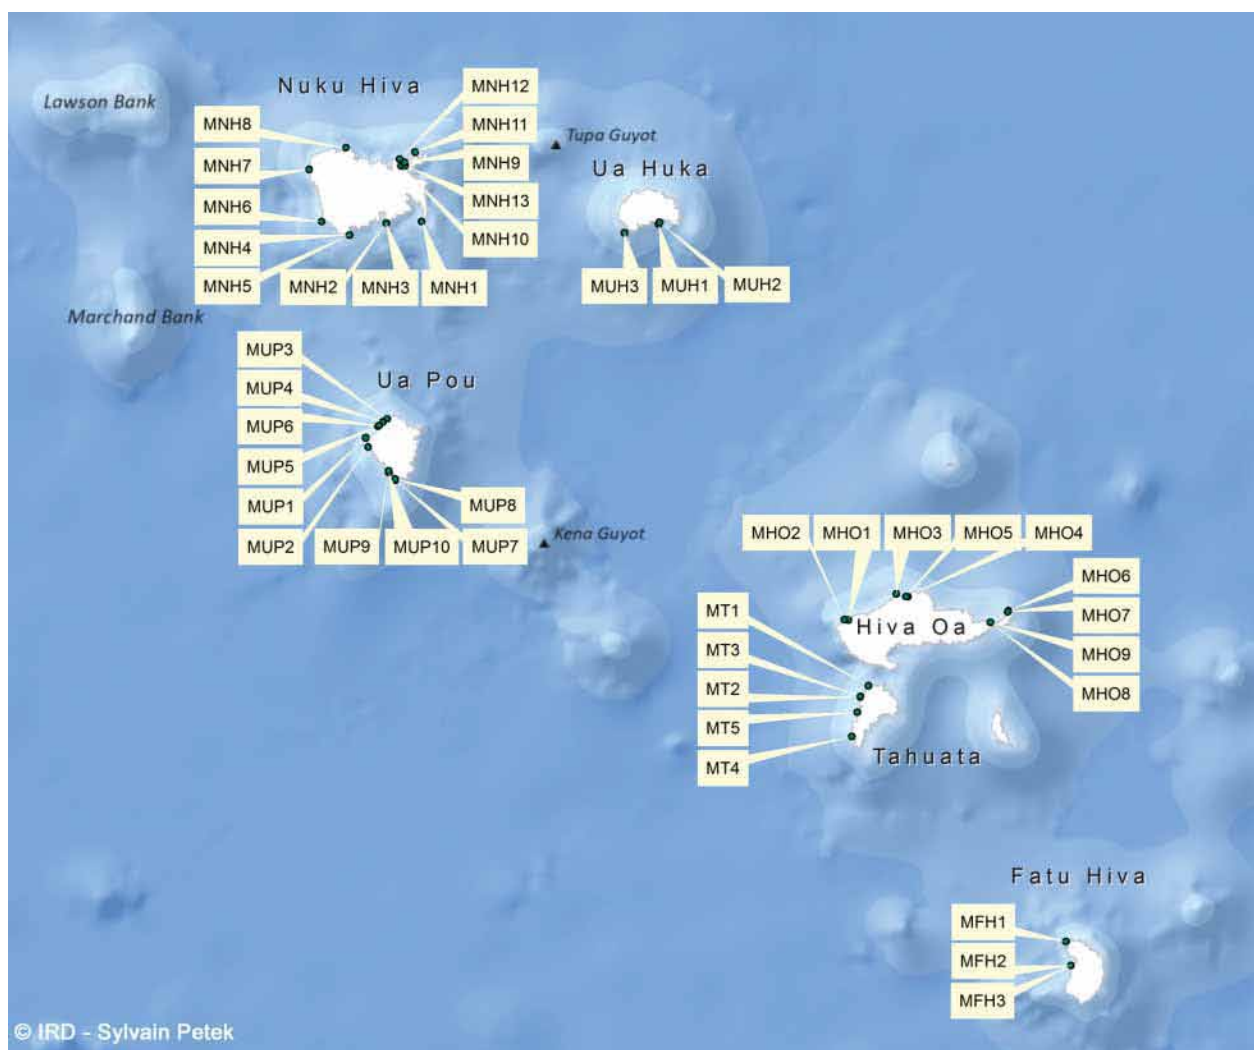 Lawson Bank
Nuku Hiva
MNH12
MNH8
MNH11
Tupa Guyot
MNH7
MNH9
Ua Huka
MNH6
MNH13
MNH4
MNH10
MNH5
MNH2
MNH3
MNH1
MUH3
MUH1
MUH2
Marchand Bank
MUP3
Ua Pou
MUP4
MUP6
MUP5
MUP1
MUP8
MUP2
MUP9
MUP10
MUP7
Kena Guyot
MHO2
MHO1
MHO3
MHO5
MHO4
MHO6
MT1
MHO7
Hiva Oa
MT3
MHO9
MT2
MHO8
MT5
Tahuata
MT4
Fatu Hiva
MFH1
MFH2
MFH3
© IRD - Sylvain Petek